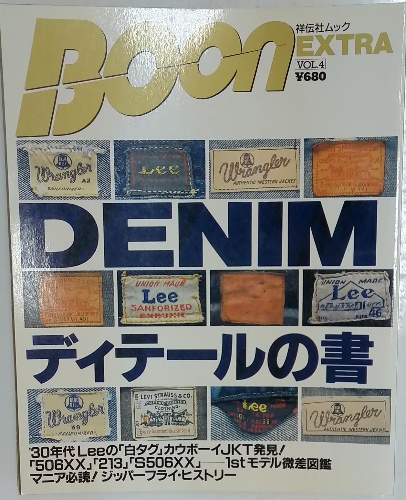 Boon
祥伝社ムック
EXTRA
VOL.4
¥680
Wrangler
Lee
Wrangler
AUTHENTIC WESTERN JACKET
DENIM
UNION MADE
Lee
SANFORIZED
UNION MADE
Lee
46
ディテールの書
Wrangler
LEVI STRAUSS & CO.
Lee
Wrangler
'30年代 Leeの「白タグ」カウボーイJKT発見!
「506XX」「213」「S506XX」——1stモデル微差図鑑
マニア必読! ジッパーフライ・ヒストリー